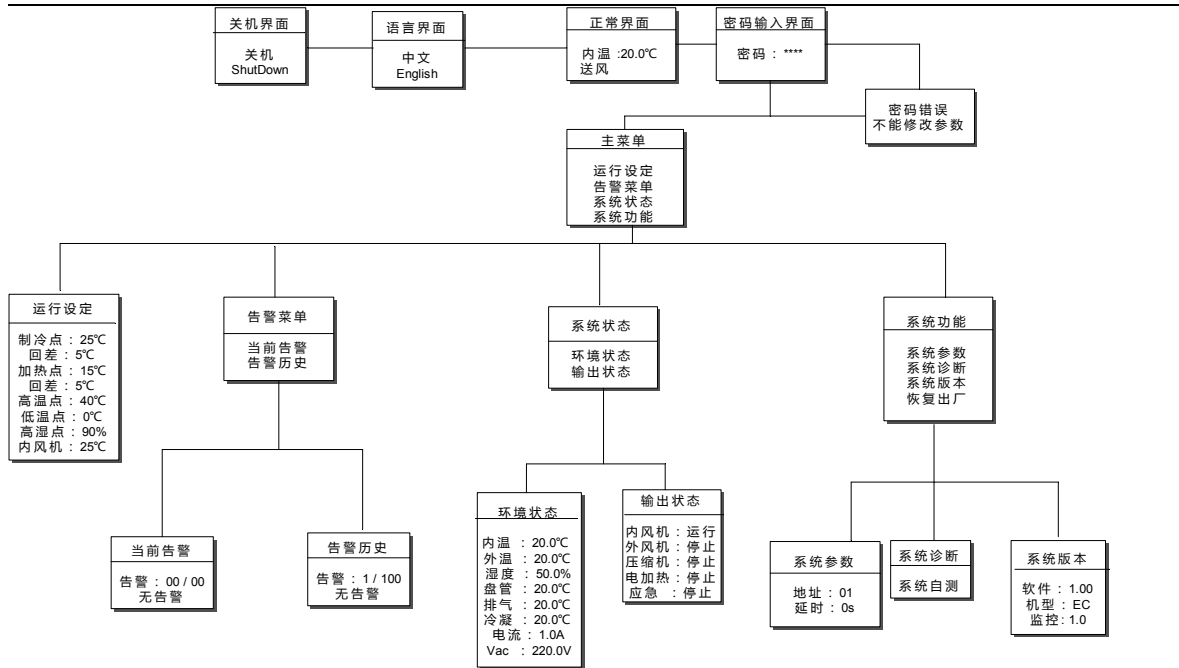 关机界面
关机
ShutDown
语言界面
中文
English
正常界面
内温 :20.0℃
送风
密码输入界面
密码 : ****
密码错误
不能修改参数
主菜单
运行设定
告警菜单
系统状态
系统功能
运行设定
制冷点 : 25℃
回差 : 5℃
加热点 : 15℃
回差 : 5℃
高温点 : 40℃
低温点 : 0℃
高湿点 : 90%
内风机 : 25℃
告警菜单
当前告警
告警历史
系统状态
环境状态
输出状态
系统功能
系统参数
系统诊断
系统版本
恢复出厂
当前告警
告警 : 00 / 00
无告警
告警历史
告警 : 1 / 100
无告警
环境状态
内温 : 20.0℃
外温 : 20.0℃
湿度 : 50.0%
盘管 : 20.0℃
排气 : 20.0℃
冷凝 : 20.0℃
电流 : 1.0A
Vac : 220.0V
输出状态
内风机 : 运行
外风机 : 停止
压缩机 : 停止
电加热 : 停止
应急 : 停止
系统参数
地址 : 01
延时 : 0s
系统诊断
系统自测
系统版本
软件 : 1.00
机型 : EC
监控: 1.0